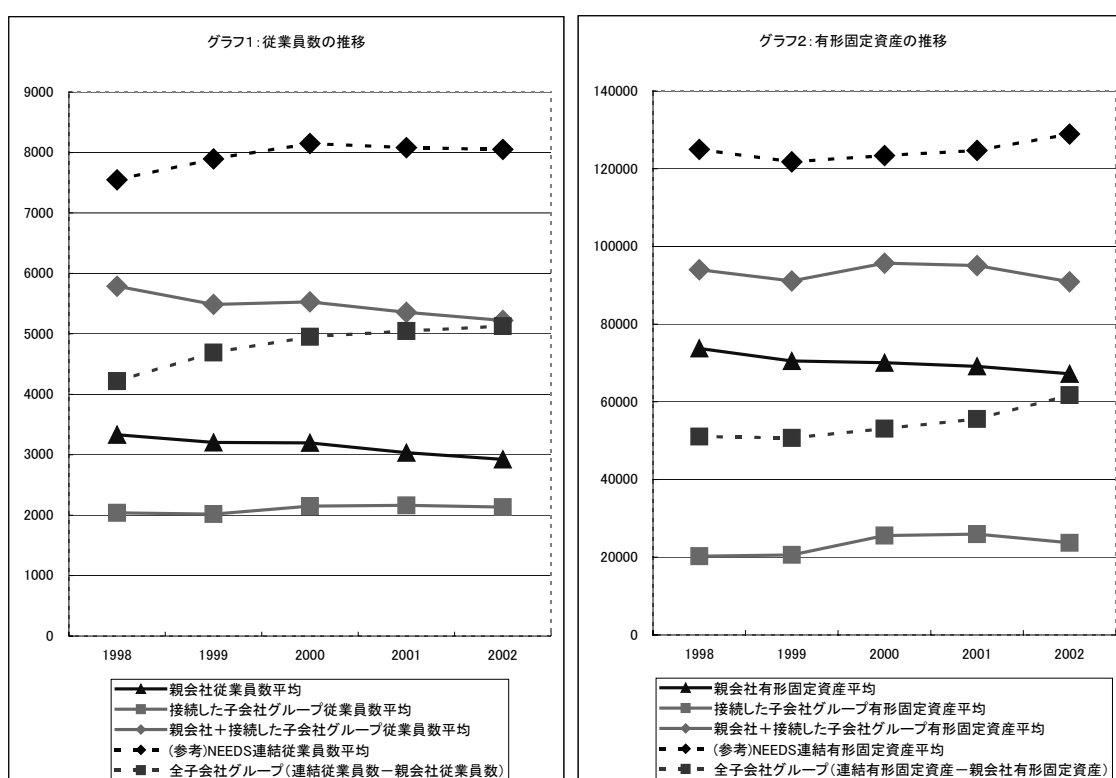 グラフ1:従業員数の推移
9000
8000
7000
6000
5000
4000
3000
2000
1000
0
1998 1999 2000 2001 2002
親会社従業員数平均
接続した子会社グループ従業員数平均
親会社+接続した子会社グループ従業員数平均
(参考)NEEDS連結従業員数平均
全子会社グループ(連結従業員数-親会社従業員数)
グラフ2:有形固定資産の推移
140000
120000
100000
80000
60000
40000
20000
0
1998 1999 2000 2001 2002
親会社有形固定資産平均
接続した子会社グループ有形固定資産平均
親会社+接続した子会社グループ有形固定資産平均
(参考)NEEDS連結有形固定資産平均
全子会社グループ(連結有形固定資産-親会社有形固定資産)